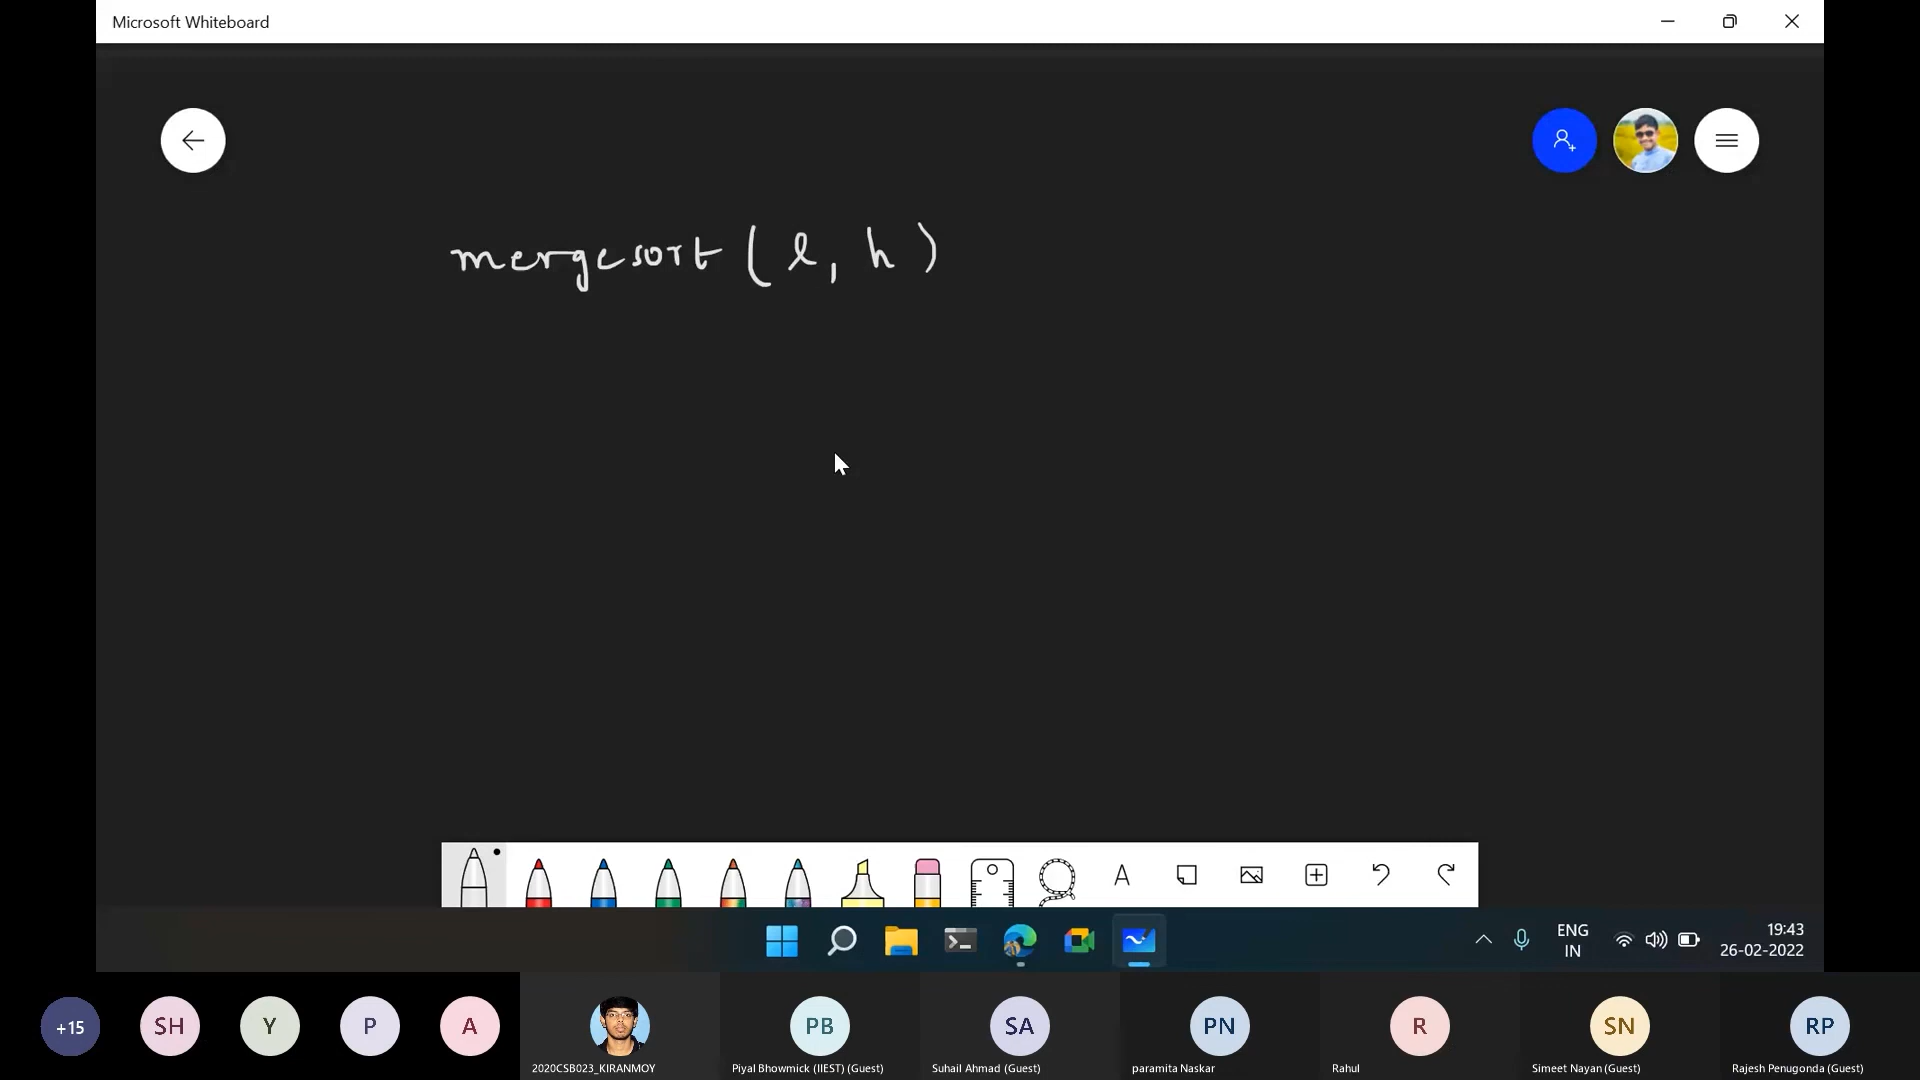 Microsoft Whiteboard
mergesort ( l, h )
A
ENG
IN
19:43
26-02-2022
+15
SH
Y
P
A
PB
SA
PN
R
SN
RP
2020CSB023_KIRANMOY
Piyal Bhowmick (IIEST) (Guest)
Suhail Ahmad (Guest)
paramita Naskar
Rahul
Simeet Nayan (Guest)
Rajesh Penugonda (Guest)